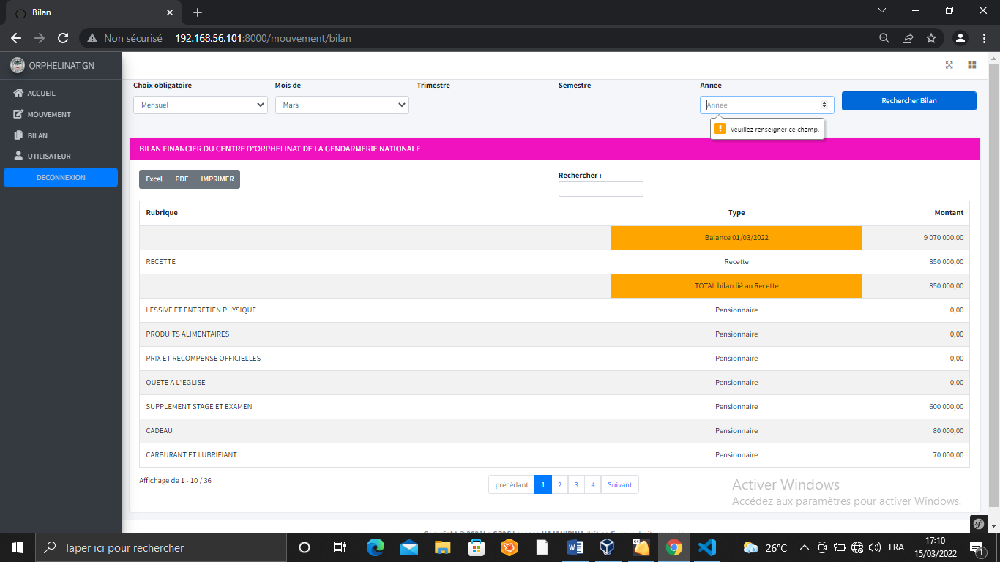 Bilan
Non sécurisé
192.168.56.101:8000/mouvement/bilan
ORPHELINAT GN
ACCUEIL
MOUVEMENT
BILAN
UTILISATEUR
DECONNEXION
Choix obligatoire Mois de Trimestre Semestre Annee
Mensuel Mars Annee Rechercher Bilan
! Veuillez renseigner ce champ.
BILAN FINANCIER DU CENTRE D"ORPHELINAT DE LA GENDARMERIE NATIONALE
Excel PDF IMPRIMER
Rechercher :
Rubrique Type Montant
Balance 01/03/2022 9 070 000,00
RECETTE Recette 850 000,00
TOTAL bilan lié au Recette 850 000,00
LESSIVE ET ENTRETIEN PHYSIQUE Pensionnaire 0,00
PRODUITS ALIMENTAIRES Pensionnaire 0,00
PRIX ET RECOMPENSE OFFICIELLES Pensionnaire 0,00
QUETE A L"EGLISE Pensionnaire 0,00
SUPPLEMENT STAGE ET EXAMEN Pensionnaire 600 000,00
CADEAU Pensionnaire 80 000,00
CARBURANT ET LUBRIFIANT Pensionnaire 70 000,00
Affichage de 1 - 10 / 36
précédant 1 2 3 4 Suivant
Activer Windows
Accédez aux paramètres pour activer Windows.
Taper ici pour rechercher
26°C
FRA
17:10
15/03/2022
1